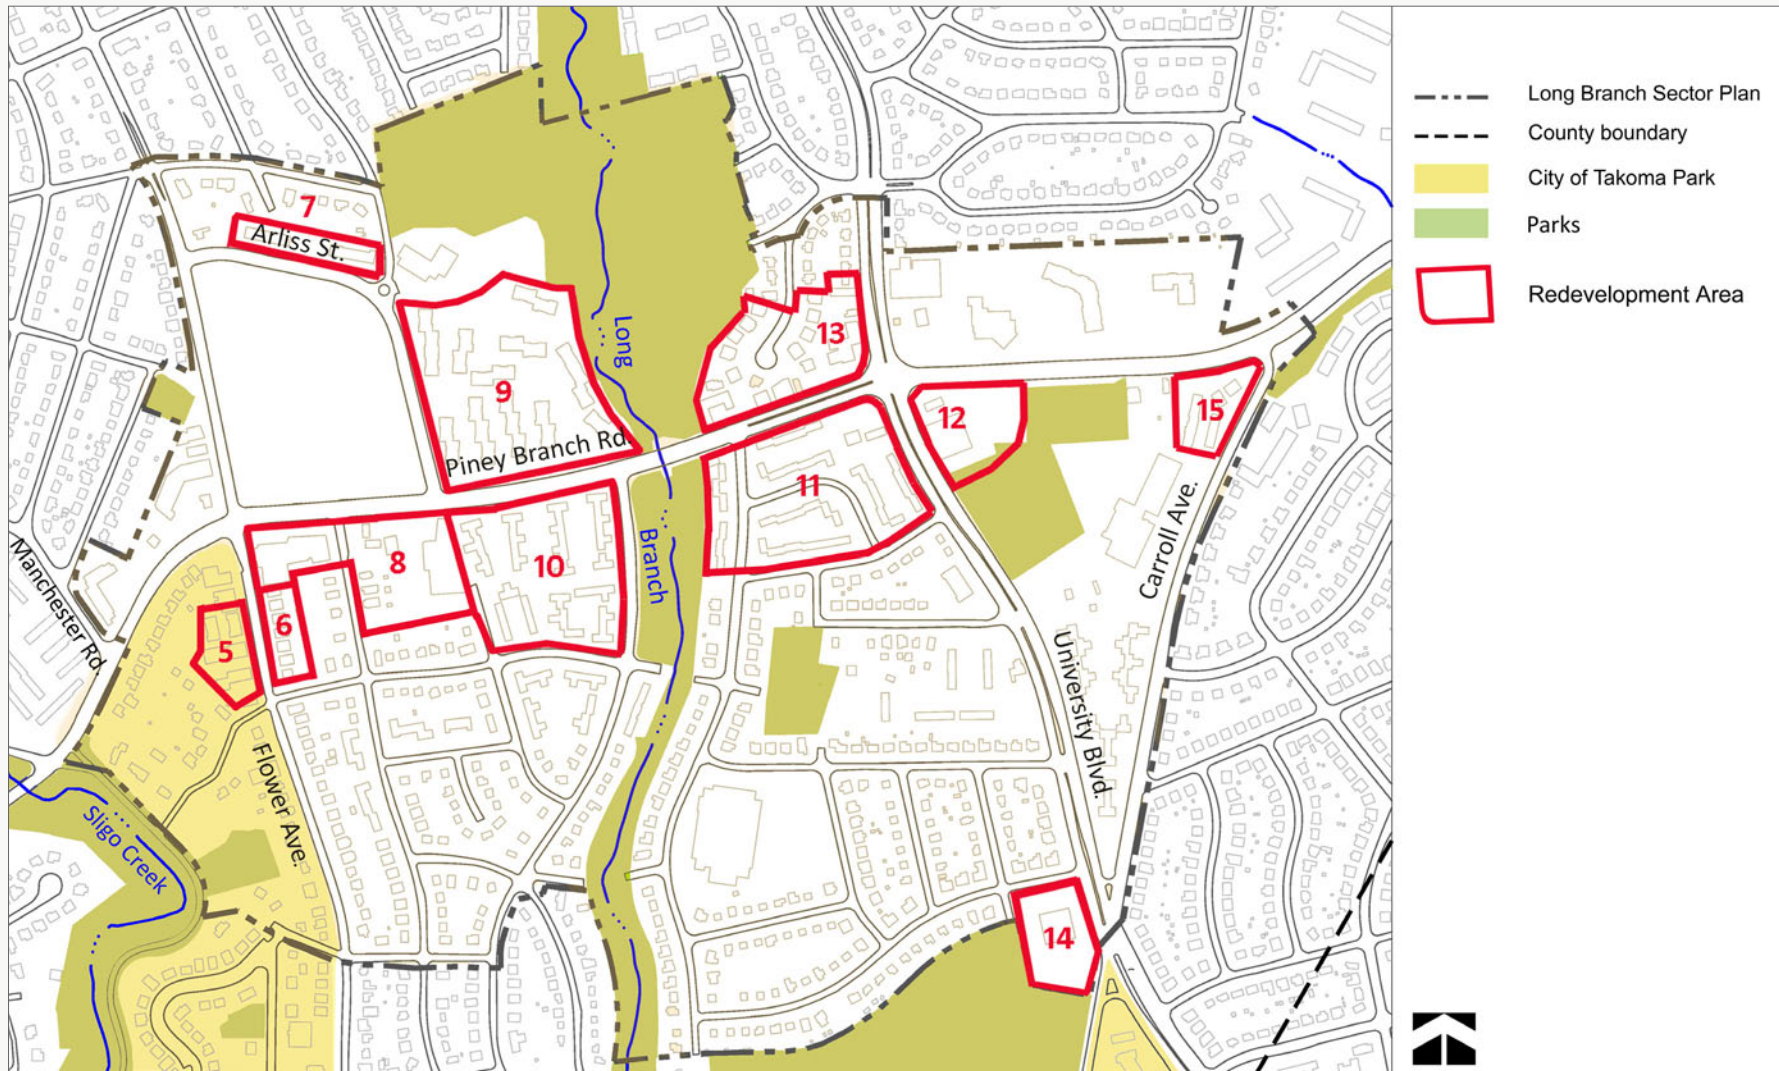 Long Branch Sector Plan
County boundary
City of Takoma Park
Parks
Redevelopment Area
7
Arliss St.
Long
13
9
12
15
Piney Branch Rd.
11
8
10
Branch
Carroll Ave.
Manchester Rd.
6
5
University Blvd.
Flower Ave.
Sligo Creek
14